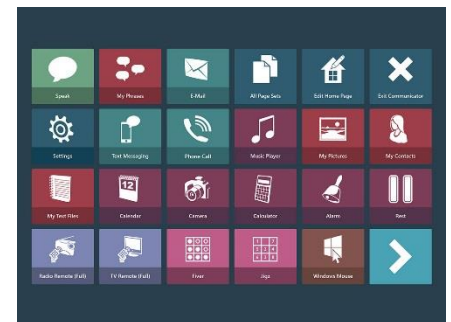 Speak
My Phrases
E-Mail
All Page Sets
Edit Home Page
Exit Communicator
Settings
Text Messaging
Phone Call
Music Player
My Pictures
My Contacts
My Text Files
12
Calendar
Camera
Calculator
Alarm
Rest
Radio Remote (Full)
TV Remote (Full)
Fiver
Jigz
Windows Mouse